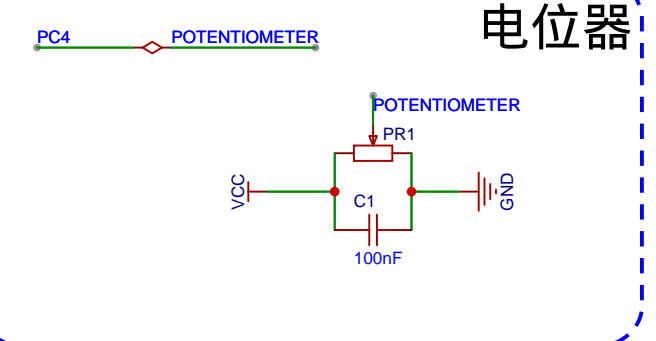 电位器
PC4
POTENTIOMETER
POTENTIOMETER
PR1
VCC
C1
100nF
GND